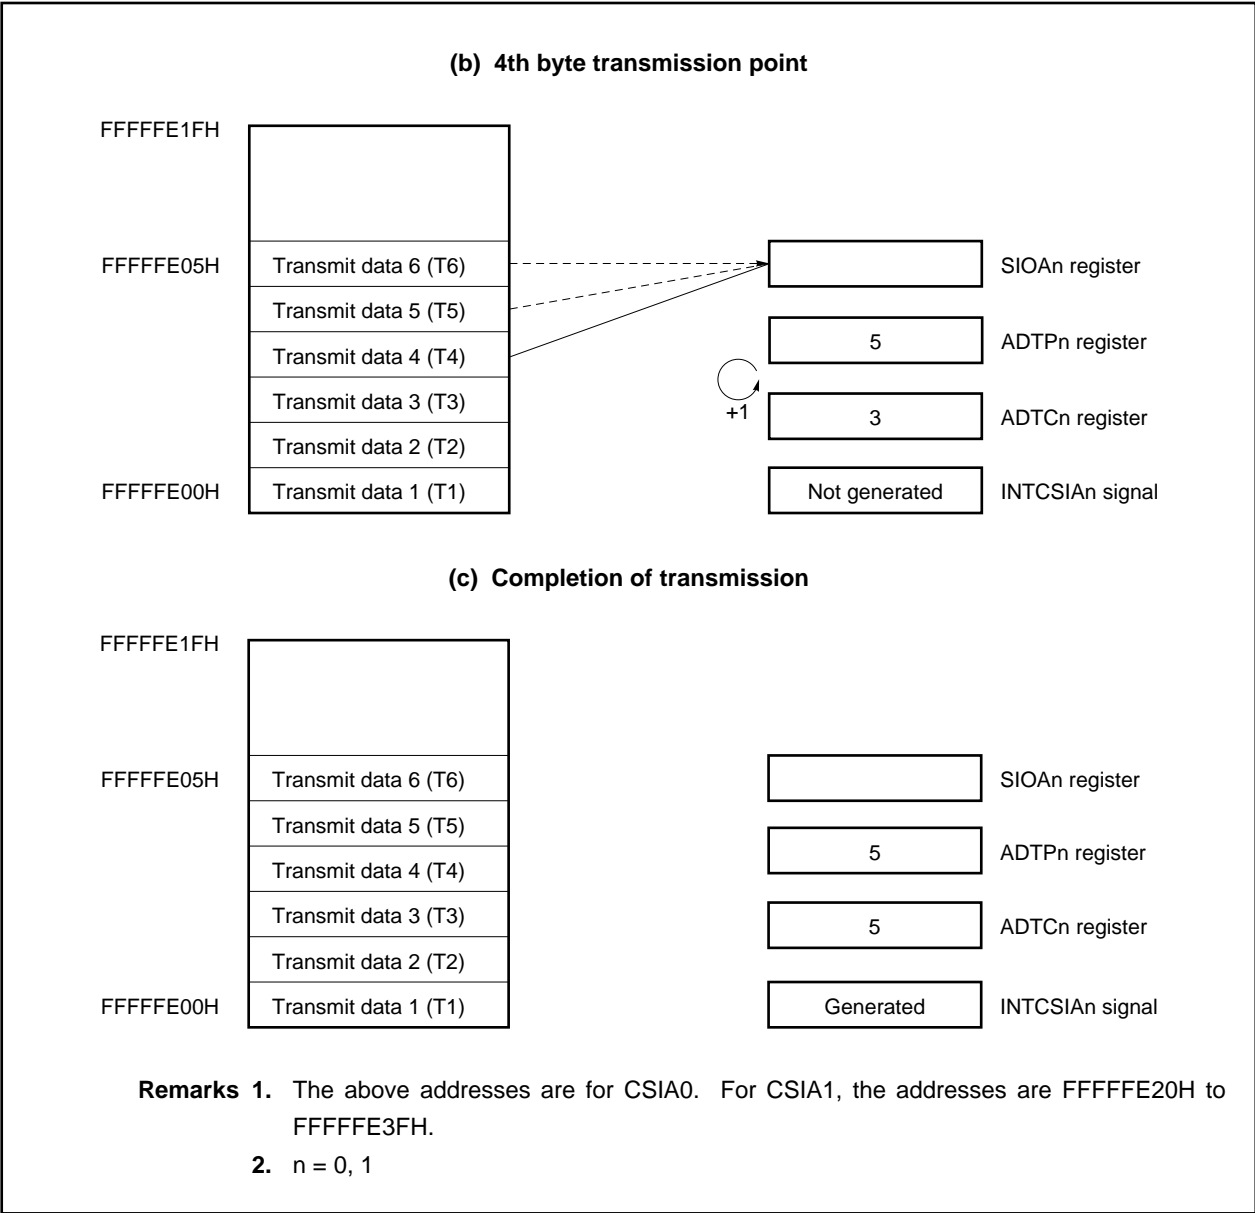 (b) 4th byte transmission point
FFFFFE1FH
FFFFFE05H Transmit data 6 (T6) SIOAn register
Transmit data 5 (T5)
5 ADTPn register
Transmit data 4 (T4)
Transmit data 3 (T3)
+1 3 ADTCn register
Transmit data 2 (T2)
FFFFFE00H Transmit data 1 (T1) Not generated INTCSIAn signal
(c) Completion of transmission
FFFFFE1FH
FFFFFE05H Transmit data 6 (T6) SIOAn register
Transmit data 5 (T5)
5 ADTPn register
Transmit data 4 (T4)
Transmit data 3 (T3)
5 ADTCn register
Transmit data 2 (T2)
FFFFFE00H Transmit data 1 (T1) Generated INTCSIAn signal
Remarks 1. The above addresses are for CSIA0. For CSIA1, the addresses are FFFFFE20H to
FFFFFE3FH.
2. n = 0, 1